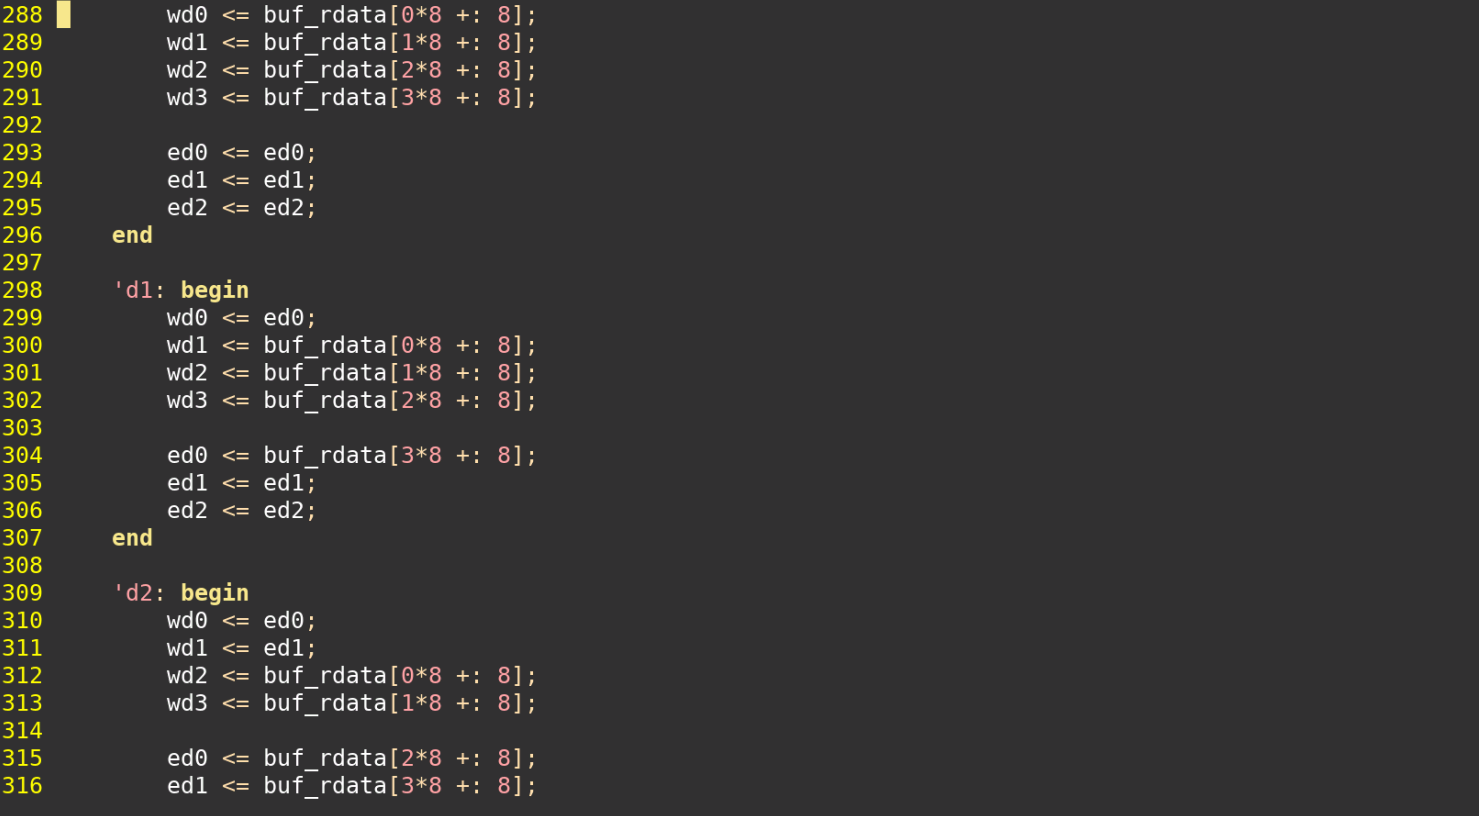 288 wd0 <= buf_rdata[0*8 +: 8];
289 wd1 <= buf_rdata[1*8 +: 8];
290 wd2 <= buf_rdata[2*8 +: 8];
291 wd3 <= buf_rdata[3*8 +: 8];
292
293 ed0 <= ed0;
294 ed1 <= ed1;
295 ed2 <= ed2;
296 end
297
298 'd1: begin
299 wd0 <= ed0;
300 wd1 <= buf_rdata[0*8 +: 8];
301 wd2 <= buf_rdata[1*8 +: 8];
302 wd3 <= buf_rdata[2*8 +: 8];
303
304 ed0 <= buf_rdata[3*8 +: 8];
305 ed1 <= ed1;
306 ed2 <= ed2;
307 end
308
309 'd2: begin
310 wd0 <= ed0;
311 wd1 <= ed1;
312 wd2 <= buf_rdata[0*8 +: 8];
313 wd3 <= buf_rdata[1*8 +: 8];
314
315 ed0 <= buf_rdata[2*8 +: 8];
316 ed1 <= buf_rdata[3*8 +: 8];